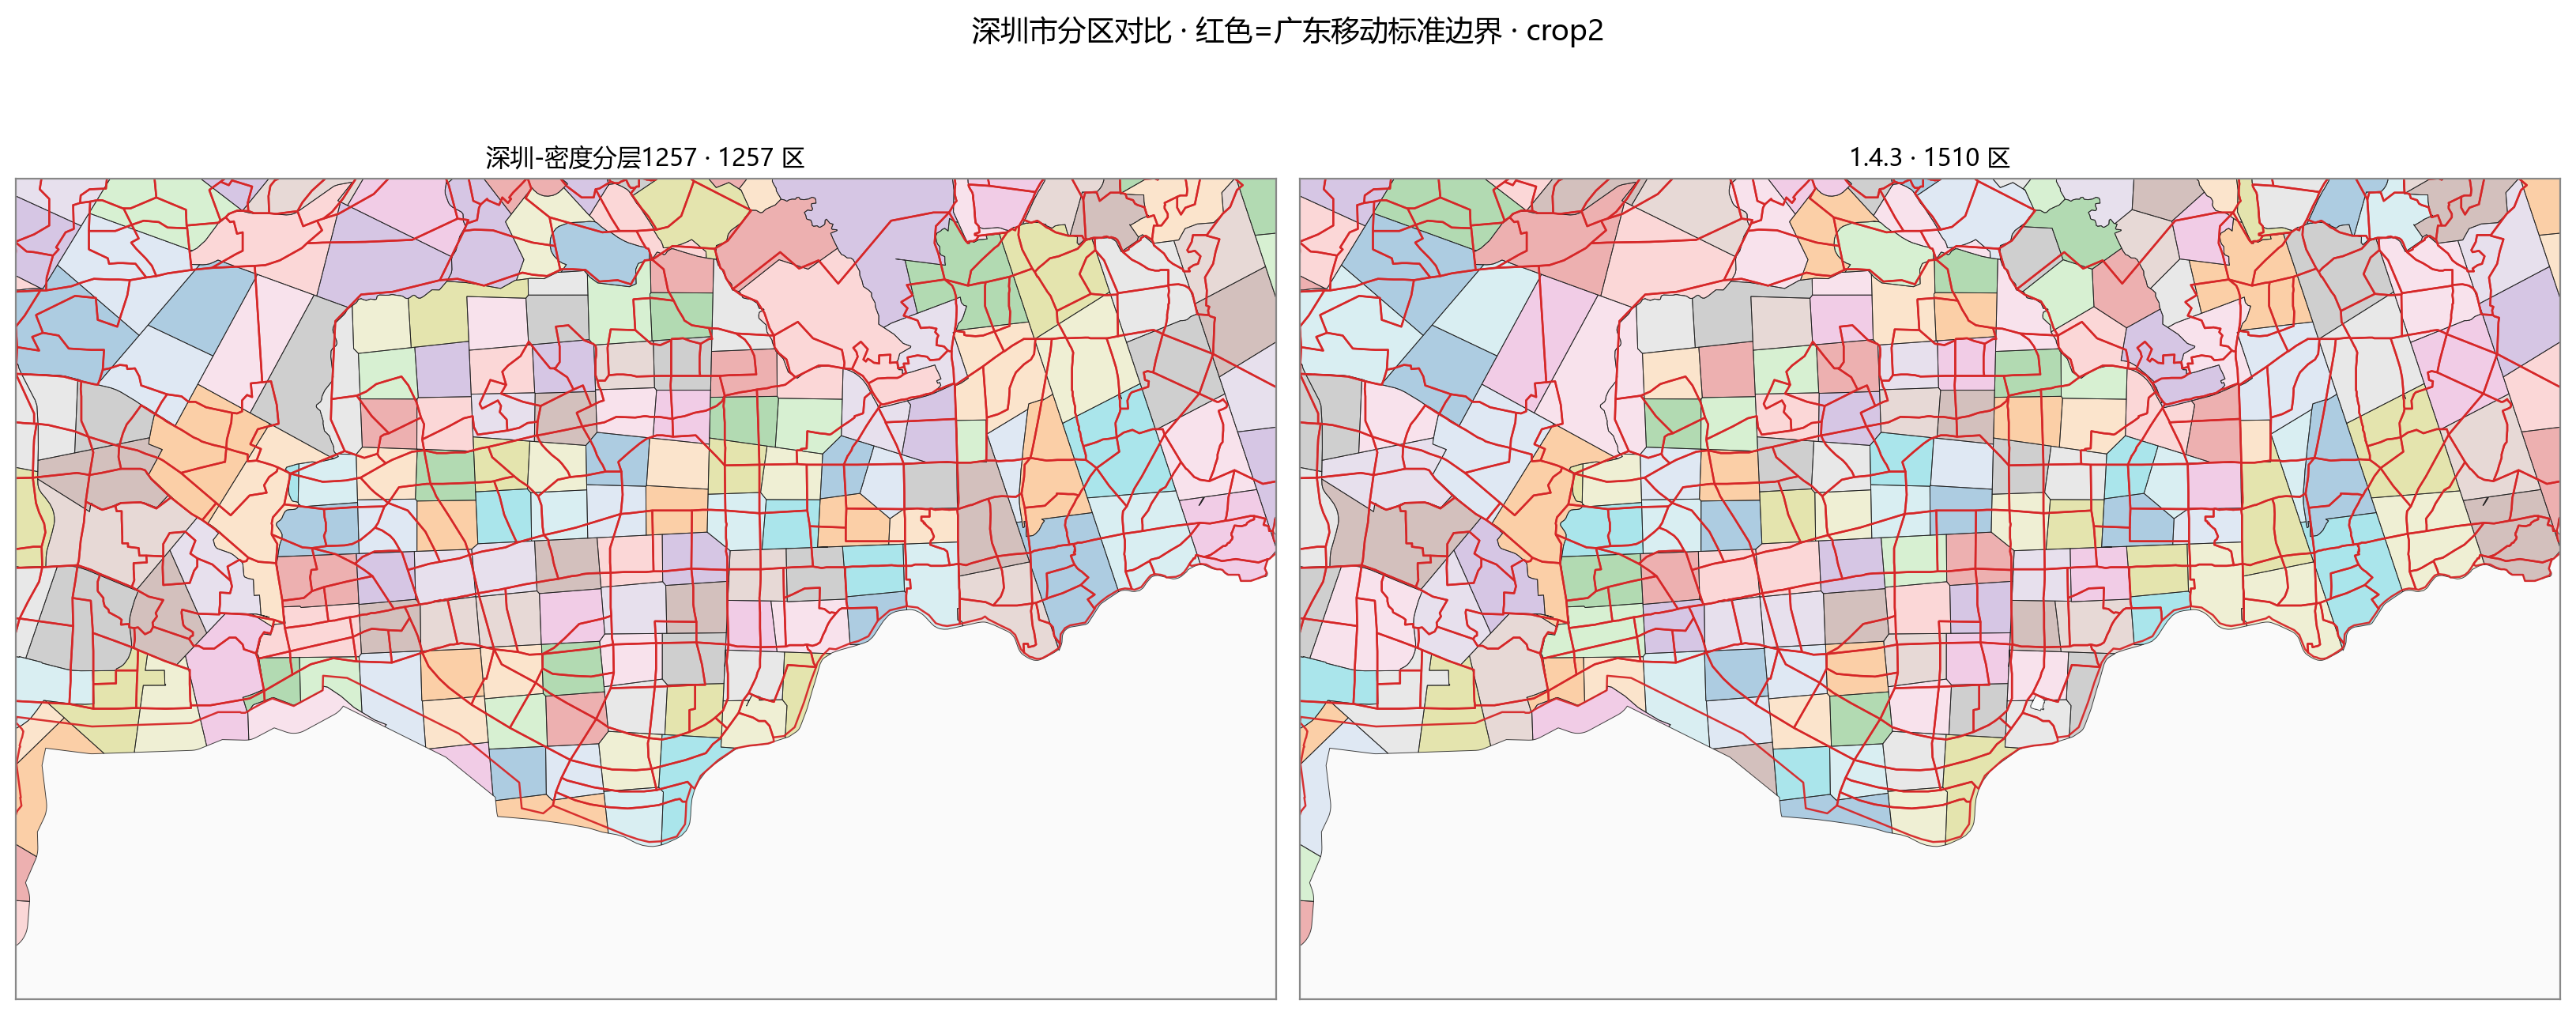 深圳市分区对比 · 红色=广东移动标准边界 · crop2
深圳-密度分层1257 · 1257 区
1.4.3 · 1510 区